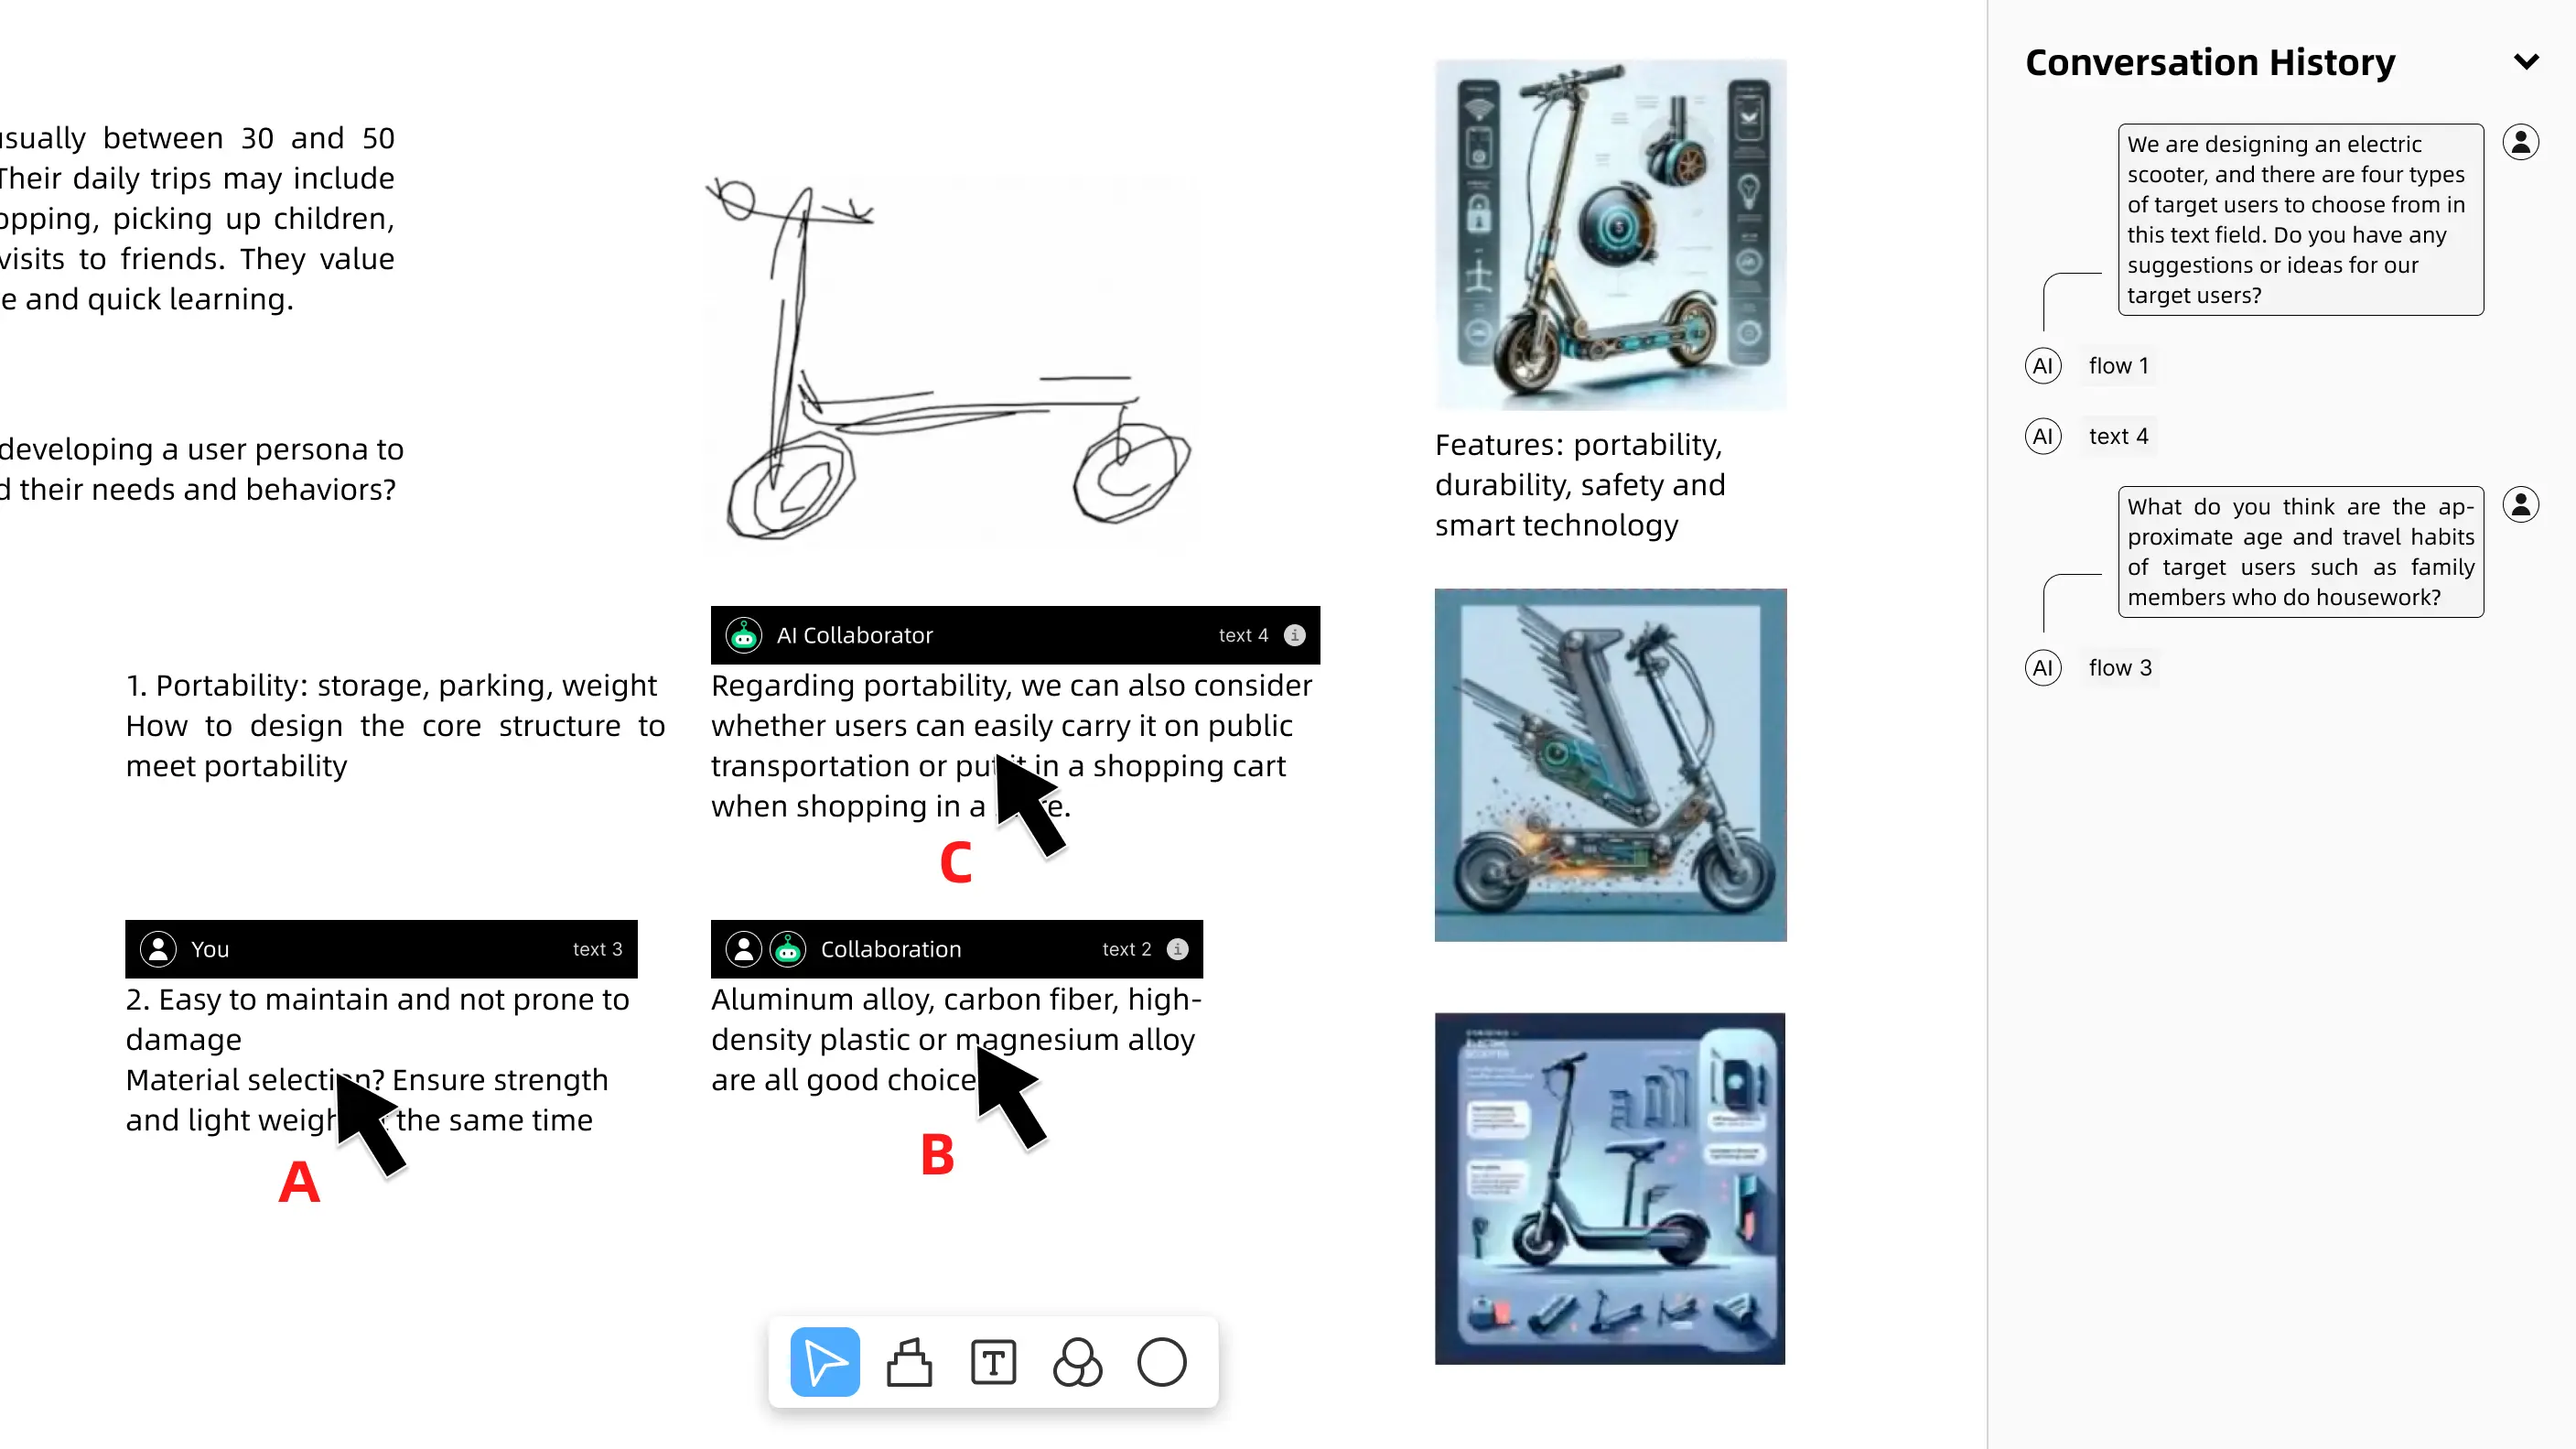 usually between 30 and 50
Their daily trips may include
opping, picking up children,
visits to friends. They value
e and quick learning.
developing a user persona to
d their needs and behaviors?
1. Portability: storage, parking, weight
How to design the core structure to
meet portability
You text 3
2. Easy to maintain and not prone to
damage
Material selection? Ensure strength
and light weigh the same time
A
AI Collaborator text 4
Regarding portability, we can also consider
whether users can easily carry it on public
transportation or put it in a shopping cart
when shopping in a
C
Collaboration text 2
Aluminum alloy, carbon fiber, high-
density plastic or magnesium alloy
are all good choice
B
Features: portability,
durability, safety and
smart technology
T
Conversation History
We are designing an electric
scooter, and there are four types
of target users to choose from in
this text field. Do you have any
suggestions or ideas for our
target users?
AI flow 1
AI text 4
What do you think are the ap-
proximate age and travel habits
of target users such as family
members who do housework?
AI flow 3